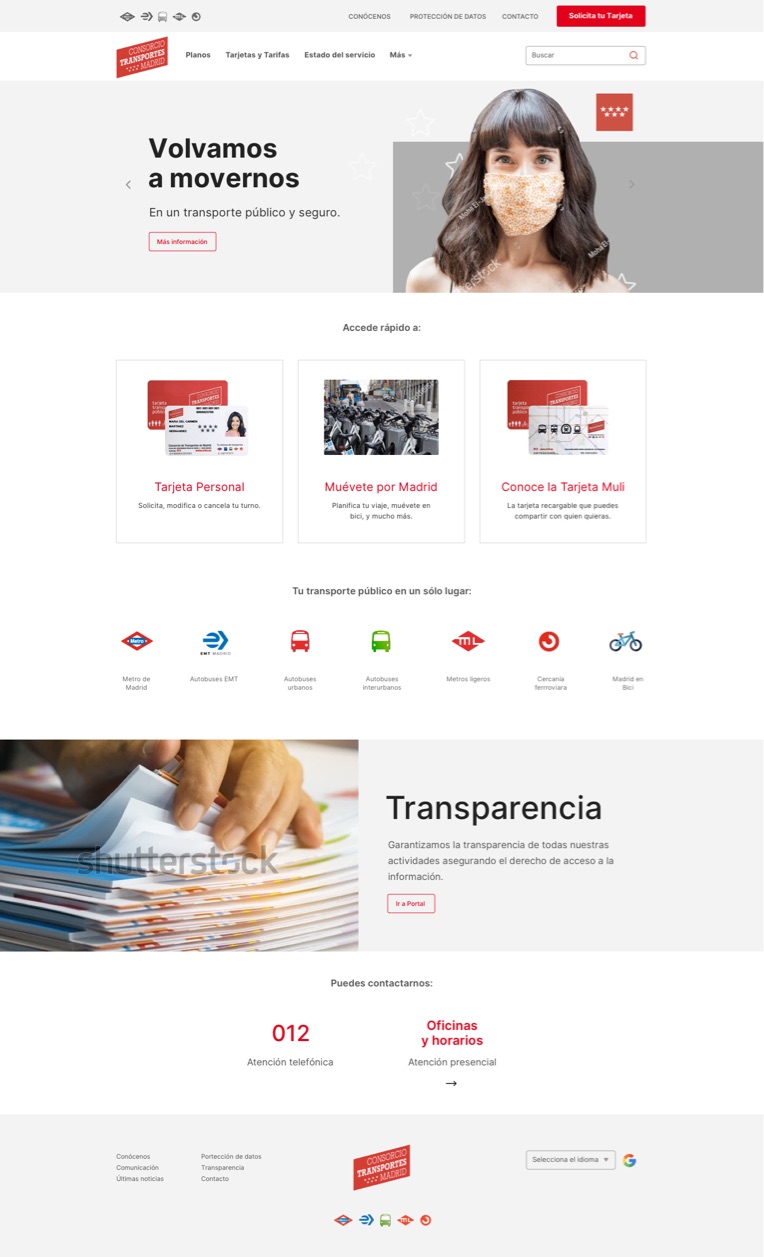 CONÓCENOS
PROTECCIÓN DE DATOS
CONTACTO
Solicita tu Tarjeta
CONSORCIO
TRANSPORTES
MADRID
Planos
Tarjetas y Tarifas
Estado del servicio
Más
Buscar
Volvamos
a movernos
En un transporte público y seguro.
Más información
Accede rápido a:
Tarjeta Personal
Solicita, modifica o cancela tu turno.
Muévete por Madrid
Planifica tu viaje, muévete en
bici, y mucho más.
Conoce la Tarjeta Muli
La tarjeta recargable que puedes
compartir con quien quieras.
Tu transporte público en un sólo lugar:
Metro
EMT MADRID
mL
Metro de
Madrid
Autobuses EMT
Autobuses
urbanos
Autobuses
interurbanos
Metros ligeros
Cercanía
ferrroviara
Madrid en
Bici
shutterstock
Transparencia
Garantizamos la transparencia de todas nuestras
actividades asegurando el derecho de acceso a la
información.
Ir a Portal
Puedes contactarnos:
012
Atención telefónica
Oficinas
y horarios
Atención presencial
→
Conócenos
Comunicación
Últimas noticias
Portección de datos
Transparencia
Contacto
CONSORCIO
TRANSPORTES
MADRID
Selecciona el idioma